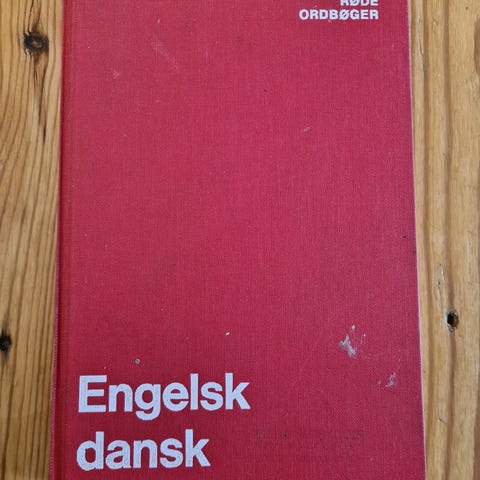 RØDE
ORDBØGER
Engelsk
dansk